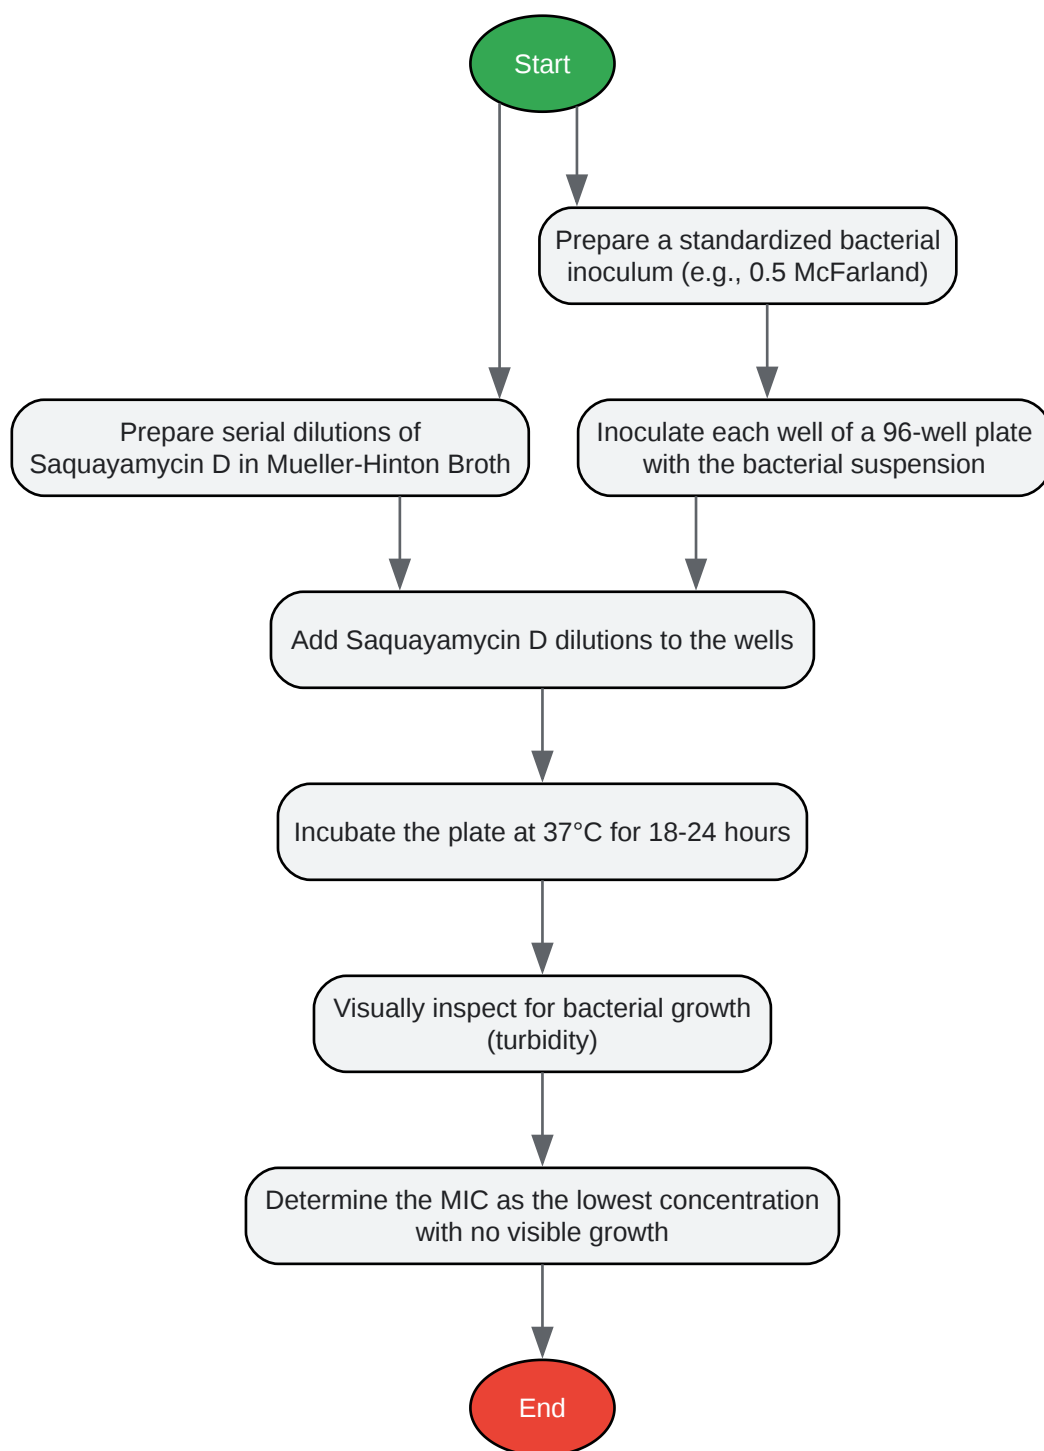 Start
Prepare a standardized bacterial
inoculum (e.g., 0.5 McFarland)
Prepare serial dilutions of
Saquayamycin D in Mueller-Hinton Broth
Inoculate each well of a 96-well plate
with the bacterial suspension
Add Saquayamycin D dilutions to the wells
Incubate the plate at 37°C for 18-24 hours
Visually inspect for bacterial growth
(turbidity)
Determine the MIC as the lowest concentration
with no visible growth
End